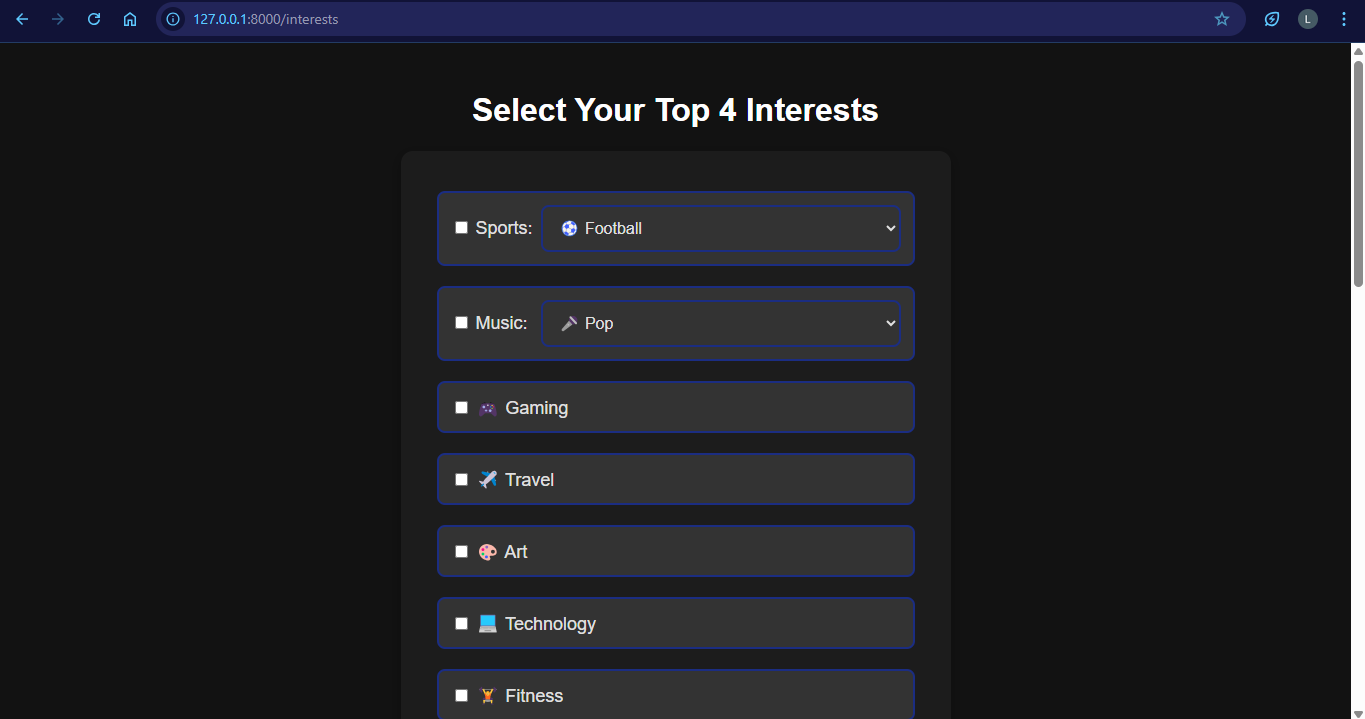 127.0.0.1:8000/interests
L
Select Your Top 4 Interests
Sports: ⚽ Football
Music: 🎤 Pop
🎮 Gaming
✈️ Travel
🎨 Art
💻 Technology
🏋️ Fitness